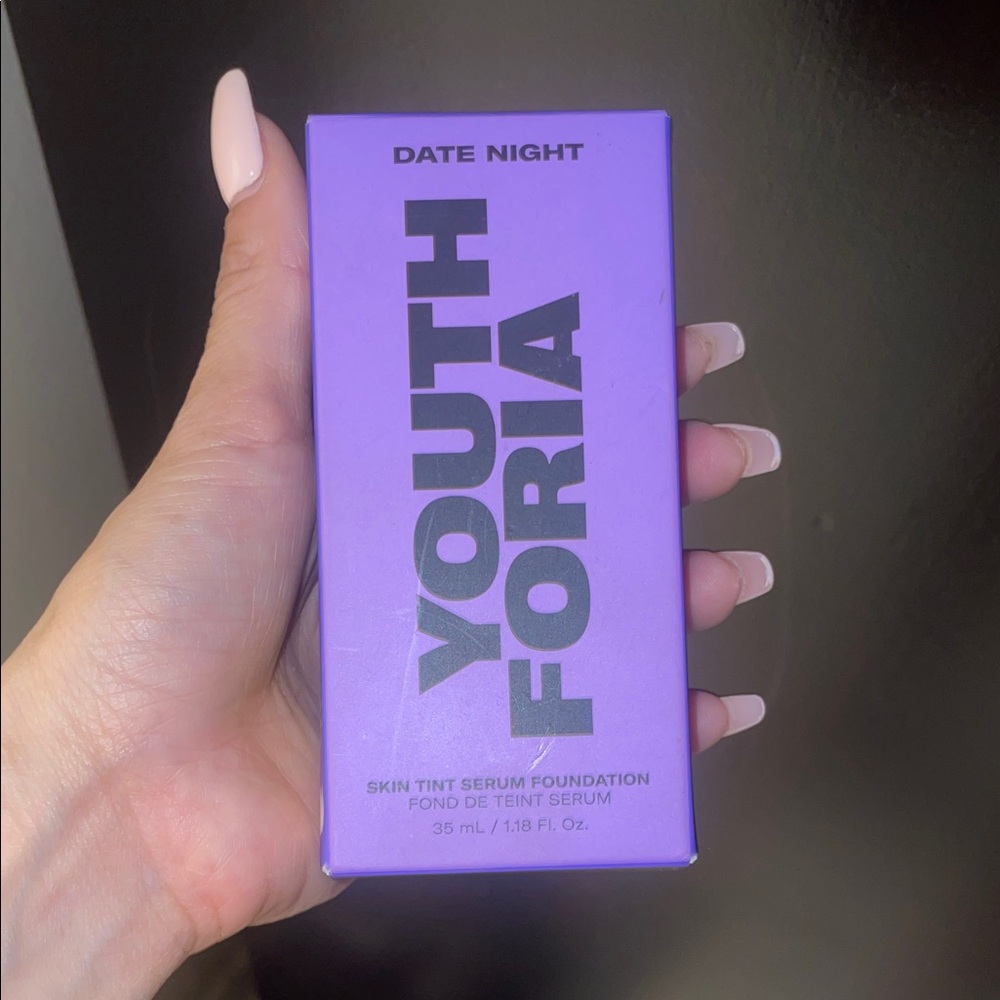 DATE NIGHT
YOUTH
FORIA
SKIN TINT SERUM FOUNDATION
FOND DE TEINT SERUM
35 mL / 1.18 Fl. Oz.